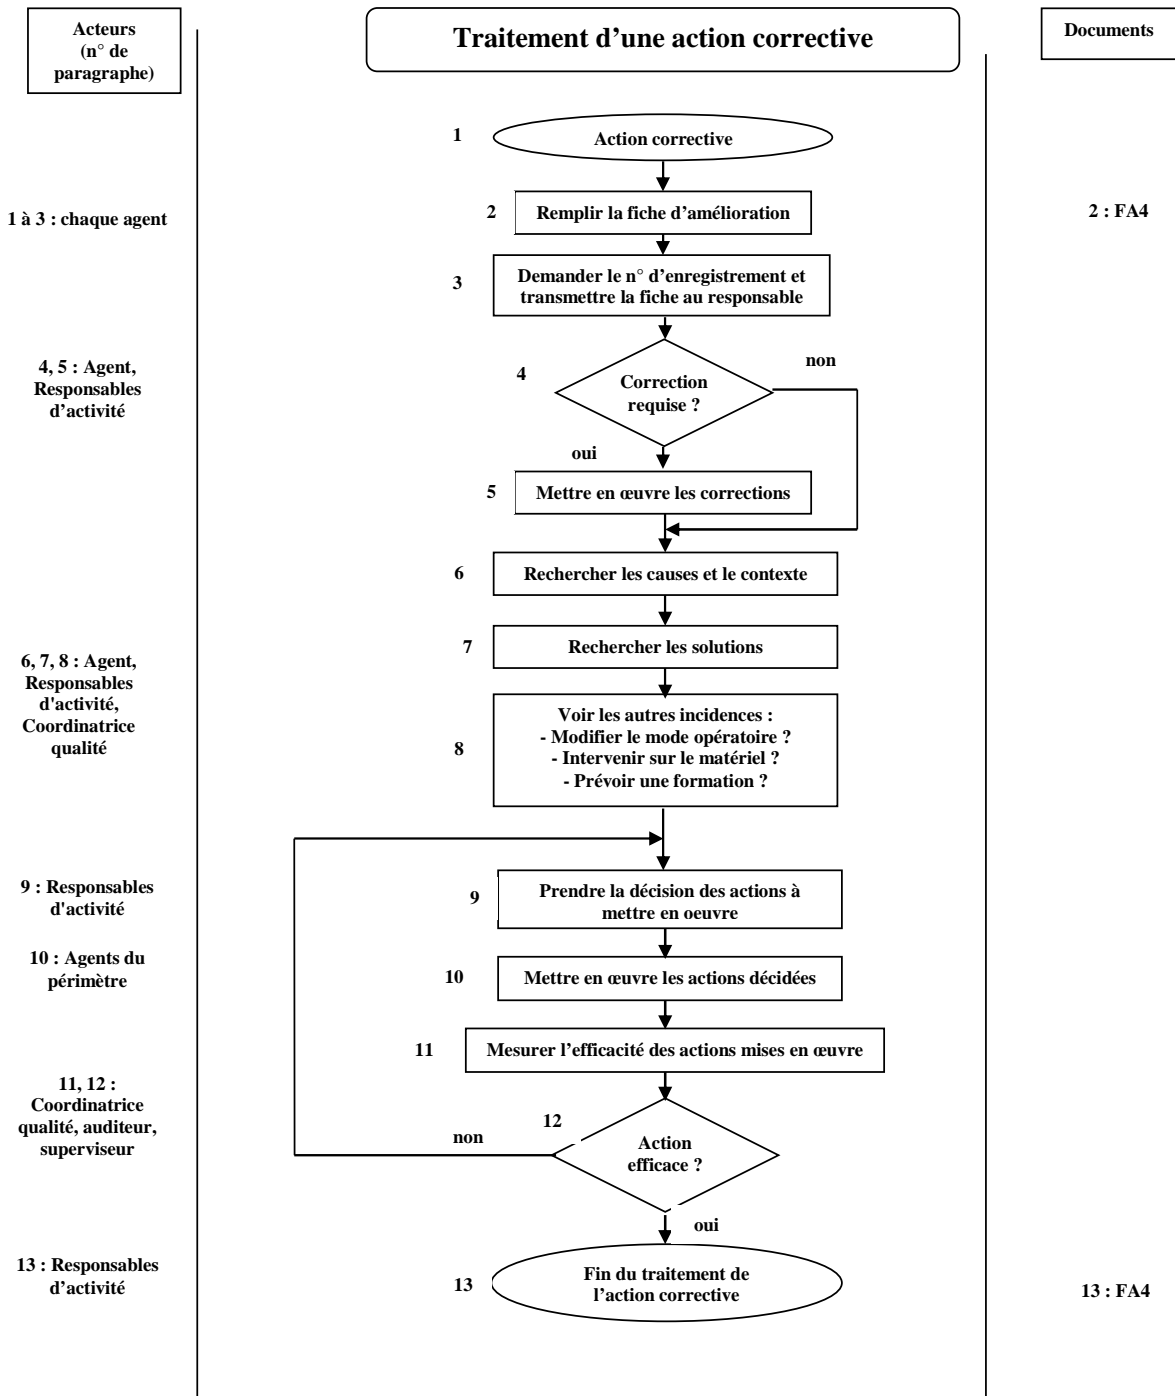 Acteurs
(n° de
paragraphe)
Traitement d’une action corrective
Documents
1
Action corrective
1 à 3 : chaque agent
2
Remplir la fiche d’amélioration
2 : FA4
3
Demander le n° d’enregistrement et
transmettre la fiche au responsable
4, 5 : Agent,
Responsables
d’activité
4
Correction
requise ?
non
oui
5
Mettre en œuvre les corrections
6
Rechercher les causes et le contexte
7
Rechercher les solutions
6, 7, 8 : Agent,
Responsables
d'activité,
Coordinatrice
qualité
8
Voir les autres incidences :
- Modifier le mode opératoire ?
- Intervenir sur le matériel ?
- Prévoir une formation ?
9 : Responsables
d'activité
9
Prendre la décision des actions à
mettre en oeuvre
10 : Agents du
périmètre
10
Mettre en œuvre les actions décidées
11
Mesurer l’efficacité des actions mises en œuvre
11, 12 :
Coordinatrice
qualité, auditeur,
superviseur
12
non
Action
efficace ?
oui
13 : Responsables
d’activité
13
Fin du traitement de
l’action corrective
13 : FA4